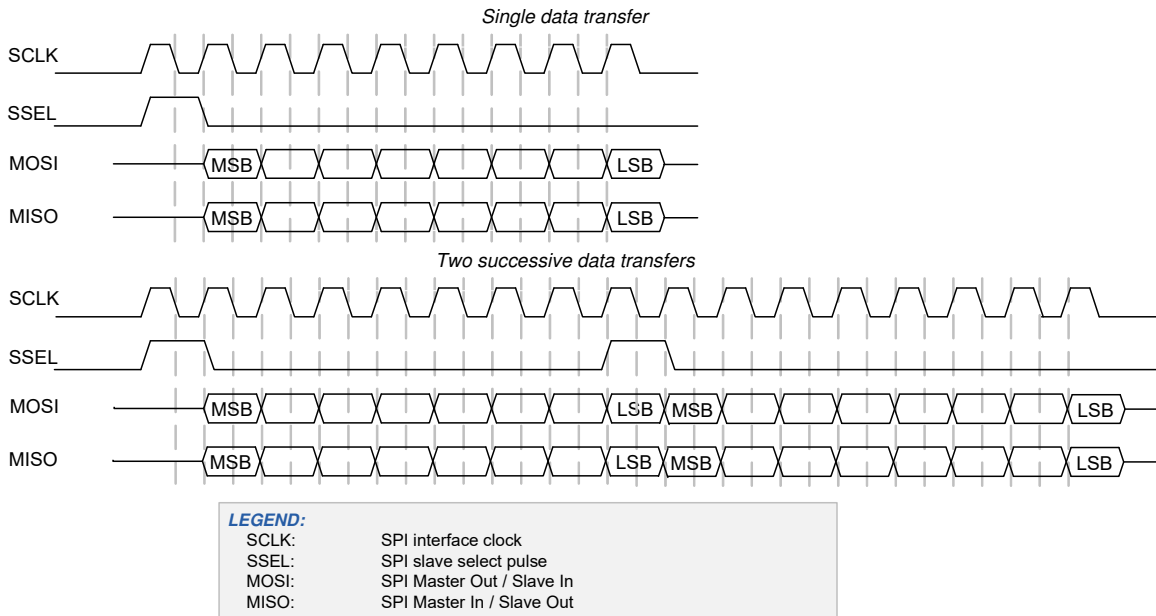 Single data transfer
SCLK
SSEL
MOSI MSB LSB
MISO MSB LSB
Two successive data transfers
SCLK
SSEL
MOSI MSB LSB MSB LSB
MISO MSB LSB MSB LSB
LEGEND:
SCLK: SPI interface clock
SSEL: SPI slave select pulse
MOSI: SPI Master Out / Slave In
MISO: SPI Master In / Slave Out